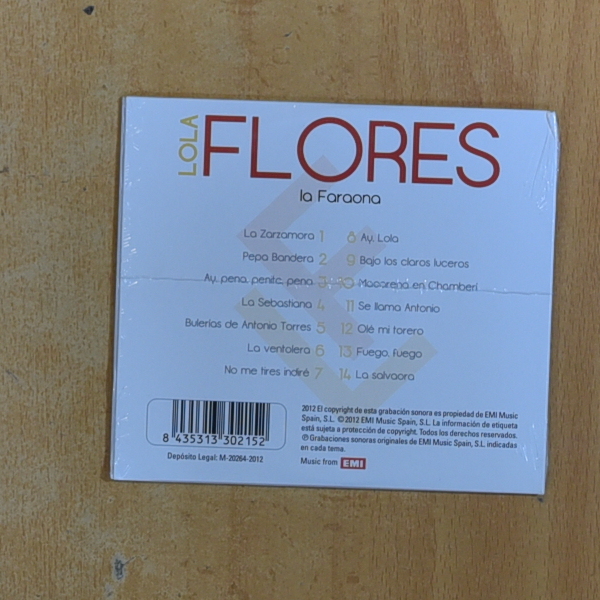 LOLA
FLORES
la Faraona
La Zarzamora 1
Pepa Bandera 2
Ay, pena, penita, pena 3
La Sebastiana 4
Bulerías de Antonio Torres 5
La ventolera 6
No me tires indiré 7
8 Ay, Lola
9 Bajo los claros luceros
10 Macarena en Chamberí
11 Se llama Antonio
12 Olé mi torero
13 Fuego, fuego
14 La salvaora
8 435313 302152
Depósito Legal: M-20264-2012
2012 El copyright de esta grabación sonora es propiedad de EMI Music
Spain, S.L. © 2012 EMI Music Spain, S.L. La información de etiqueta
está sujeta a protección de copyright. Todos los derechos reservados.
℗ Grabaciones sonoras originales de EMI Music Spain, S.L. indicadas
en cada tema.
Music from EMI